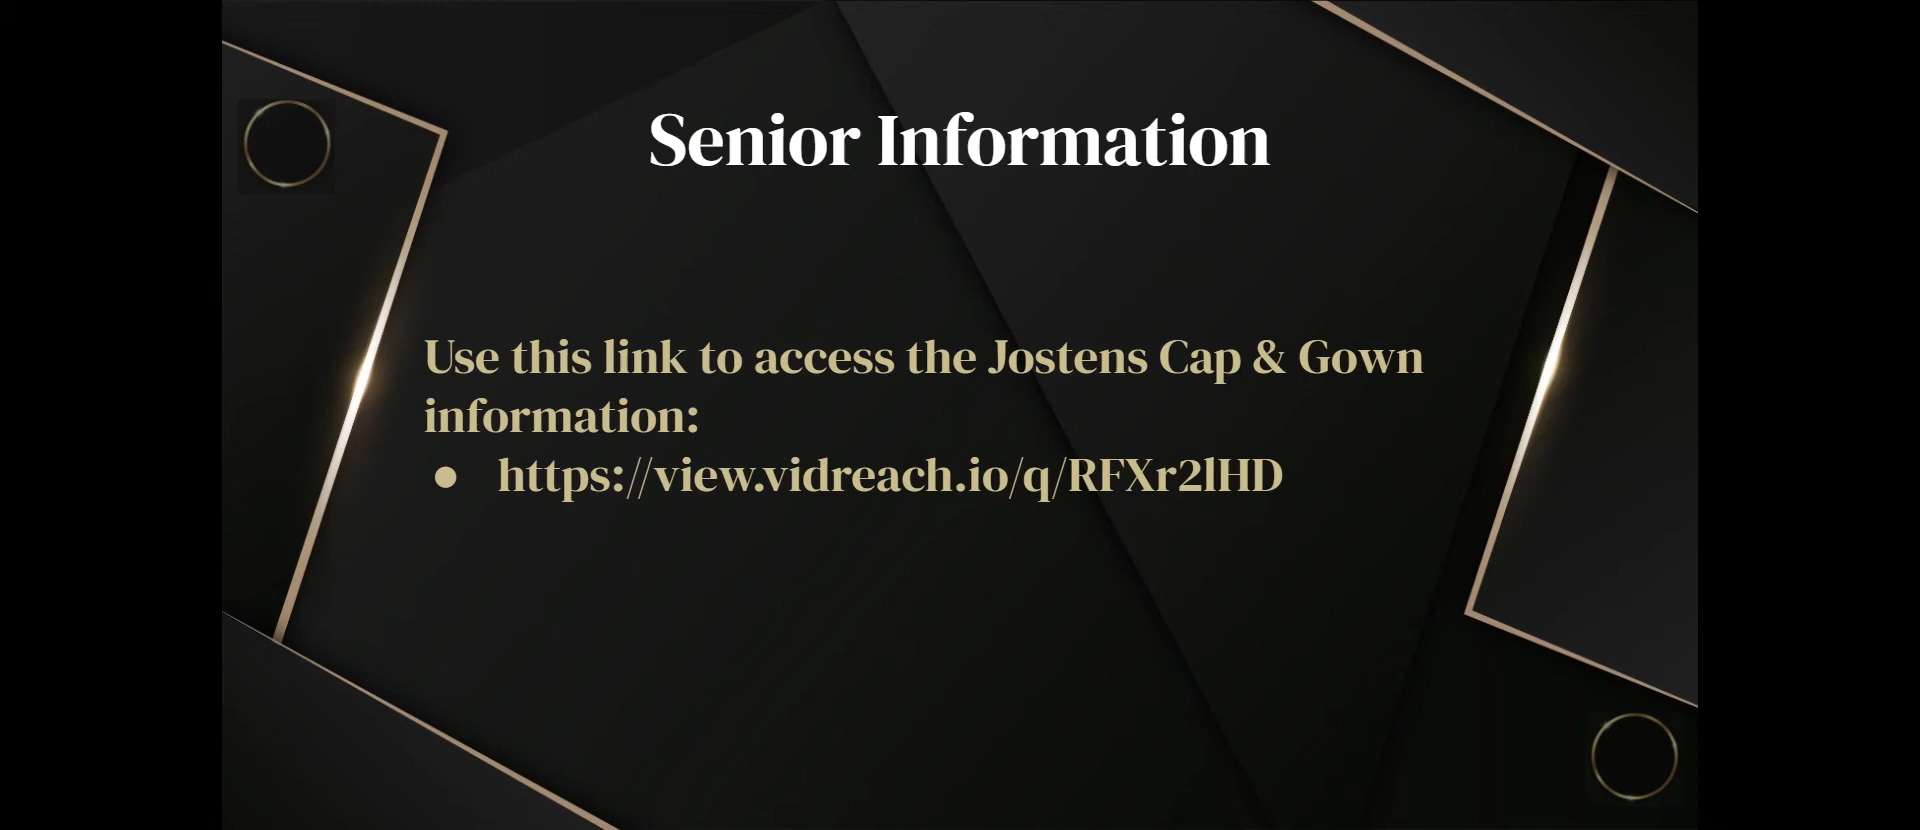 Senior Information
Use this link to access the Jostens Cap & Gown
information:
● https://view.vidreach.io/q/RFXr2lHD